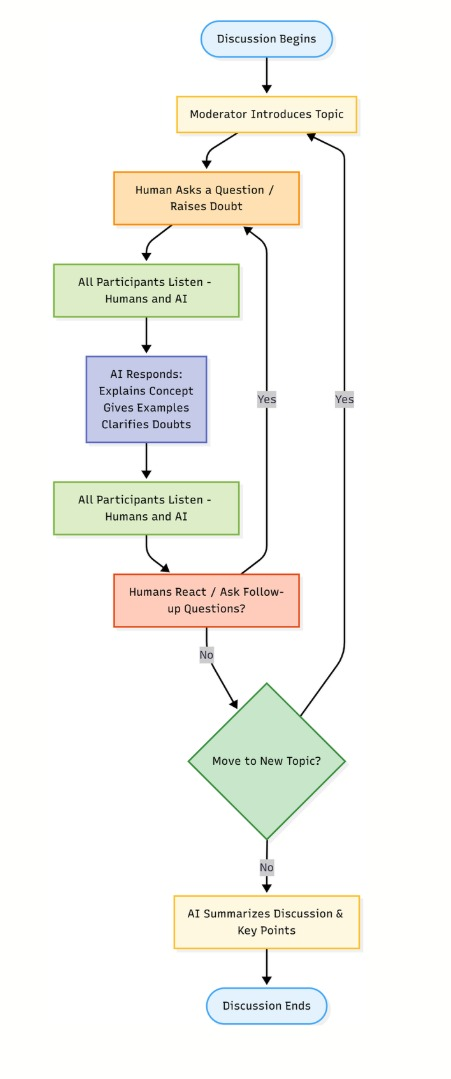 Discussion Begins
Moderator Introduces Topic
Human Asks a Question /
Raises Doubt
All Participants Listen -
Humans and AI
AI Responds:
Explains Concept
Gives Examples
Clarifies Doubts
Yes
Yes
All Participants Listen -
Humans and AI
Humans React / Ask Follow-
up Questions?
No
Move to New Topic?
No
AI Summarizes Discussion &
Key Points
Discussion Ends